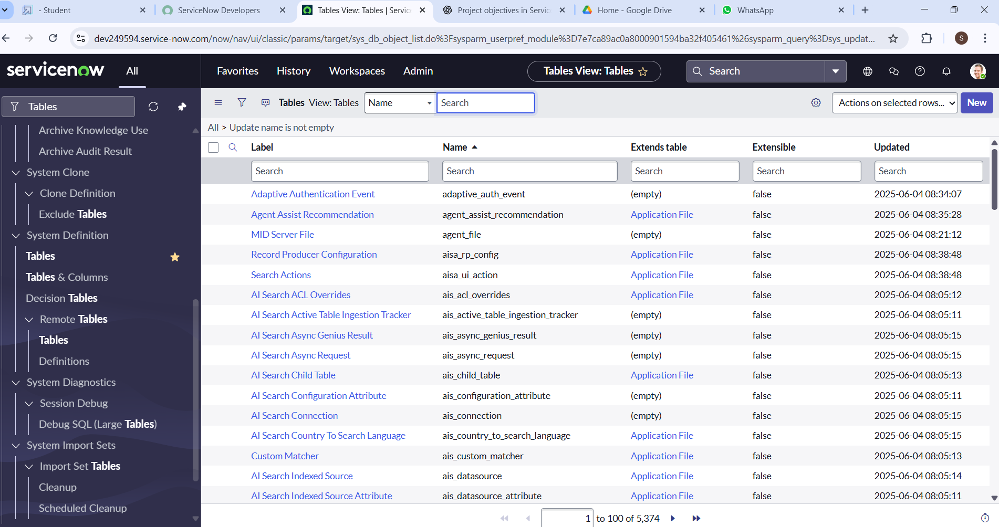 - Student
ServiceNow Developers
Tables View: Tables | Servic
Project objectives in Servic
Home - Google Drive
WhatsApp
dev249594.service-now.com/now/nav/ui/classic/params/target/sys_db_object_list.do%3Fsysparm_userpref_module%3D7e7ca89ac0a8000901594ba32f405461%26sysparm_query%3Dsys_updat...
S
servicenow
All
Favorites
History
Workspaces
Admin
Tables View: Tables
Search
Tables
Archive Knowledge Use
Archive Audit Result
System Clone
Clone Definition
Exclude Tables
System Definition
Tables
Tables & Columns
Decision Tables
Remote Tables
Tables
Definitions
System Diagnostics
Session Debug
Debug SQL (Large Tables)
System Import Sets
Import Set Tables
Cleanup
Scheduled Cleanup
Tables View: Tables Name Search Actions on selected rows... New
All > Update name is not empty
Label Name Extends table Extensible Updated
Search Search Search Search Search
Adaptive Authentication Event adaptive_auth_event (empty) false 2025-06-04 08:34:07
Agent Assist Recommendation agent_assist_recommendation Application File false 2025-06-04 08:35:28
MID Server File agent_file (empty) false 2025-06-04 08:21:12
Record Producer Configuration aisa_rp_config Application File false 2025-06-04 08:38:48
Search Actions aisa_ui_action Application File false 2025-06-04 08:38:48
AI Search ACL Overrides ais_acl_overrides Application File false 2025-06-04 08:05:12
AI Search Active Table Ingestion Tracker ais_active_table_ingestion_tracker (empty) false 2025-06-04 08:05:11
AI Search Async Genius Result ais_async_genius_result (empty) false 2025-06-04 08:05:15
AI Search Async Request ais_async_request (empty) false 2025-06-04 08:05:15
AI Search Child Table ais_child_table Application File false 2025-06-04 08:05:13
AI Search Configuration Attribute ais_configuration_attribute (empty) false 2025-06-04 08:05:11
AI Search Connection ais_connection (empty) false 2025-06-04 08:05:15
AI Search Country To Search Language ais_country_to_search_language Application File false 2025-06-04 08:05:15
Custom Matcher ais_custom_matcher Application File false 2025-06-04 08:05:13
AI Search Indexed Source ais_datasource Application File false 2025-06-04 08:05:14
AI Search Indexed Source Attribute ais_datasource_attribute Application File false 2025-06-04 08:05:11
1 to 100 of 5,374